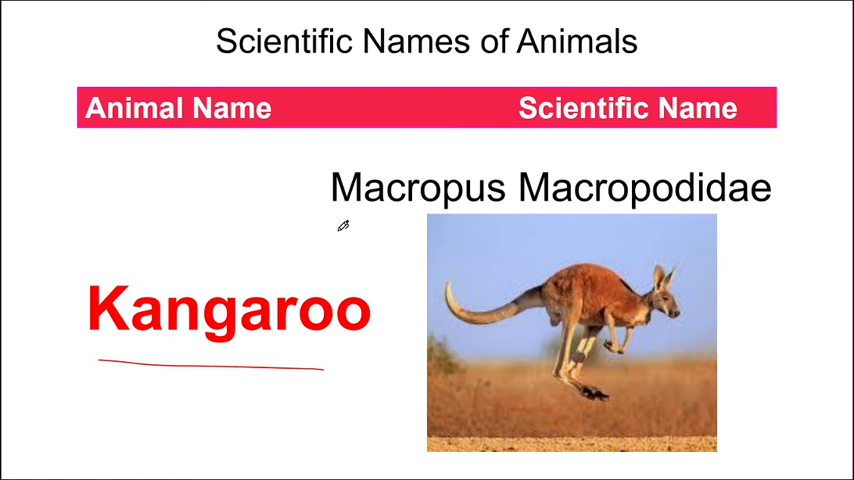 Scientific Names of Animals
Animal Name Scientific Name
Macropus Macropodidae
Kangaroo